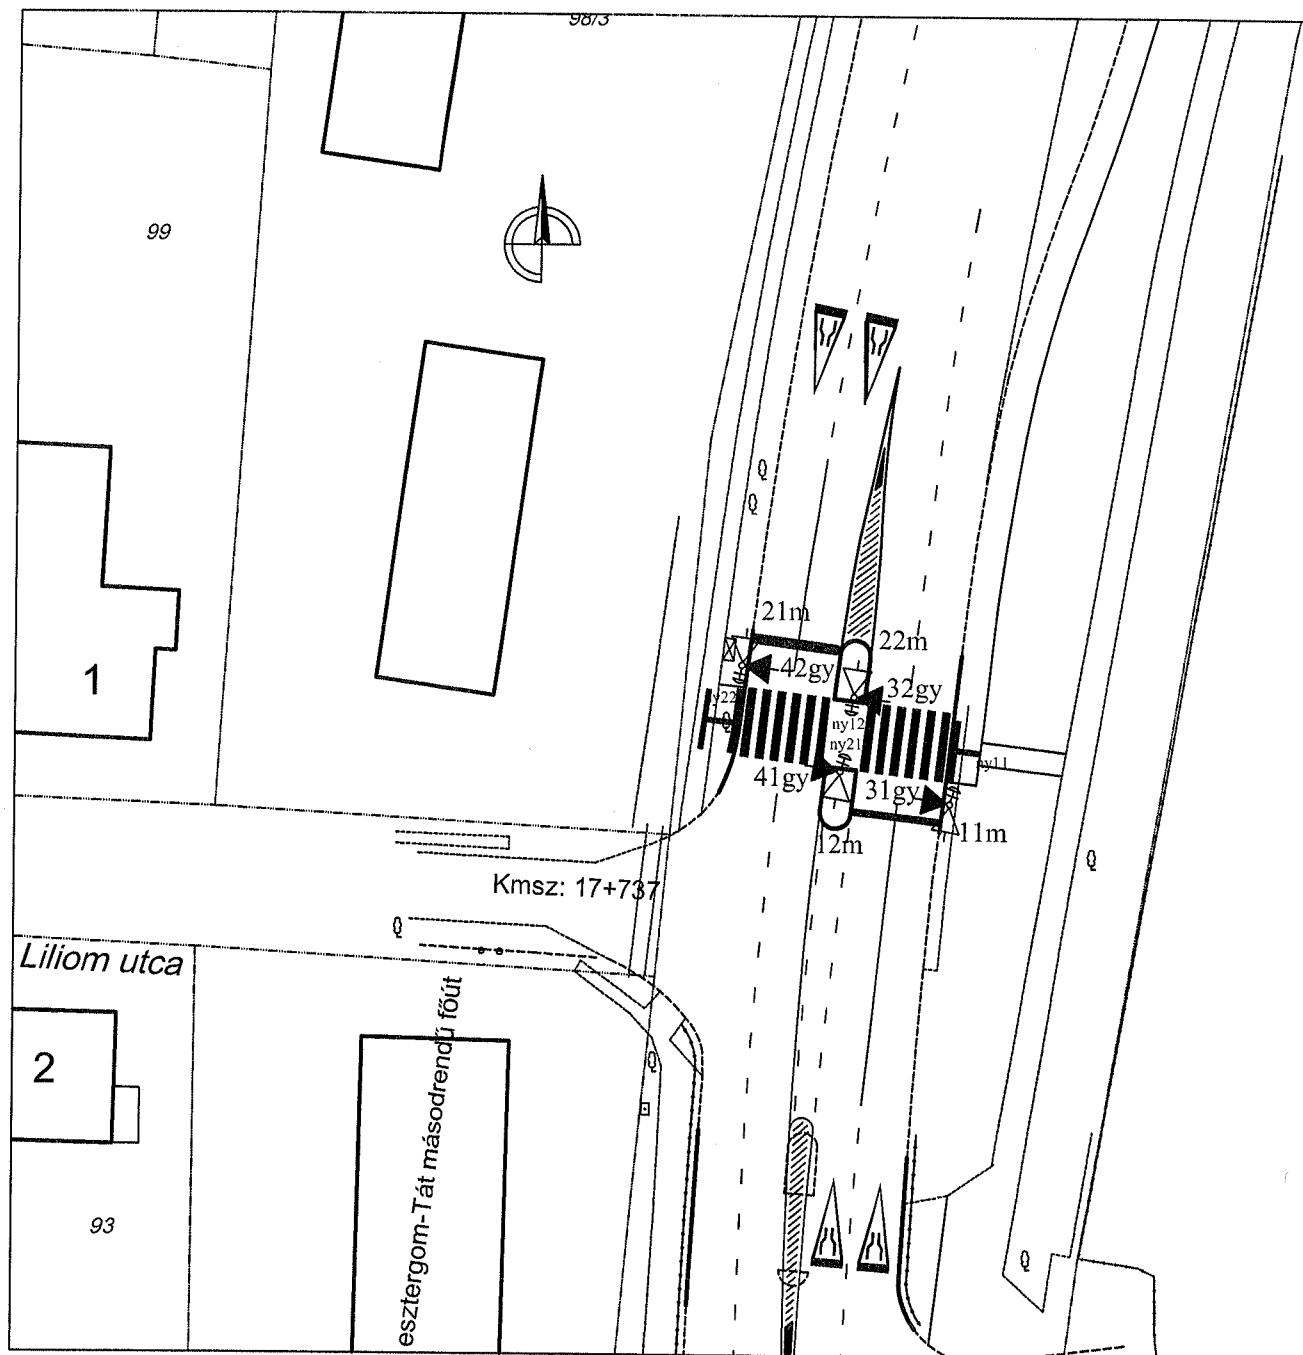 98/3
99
21m
22m
42gy
32gy
1
y22
ny12
ny21
ny11
41gy
31gy
12m
11m
Kmsz: 17+737
Liliom utca
2
esztergom-Tát másodrendű főút
93